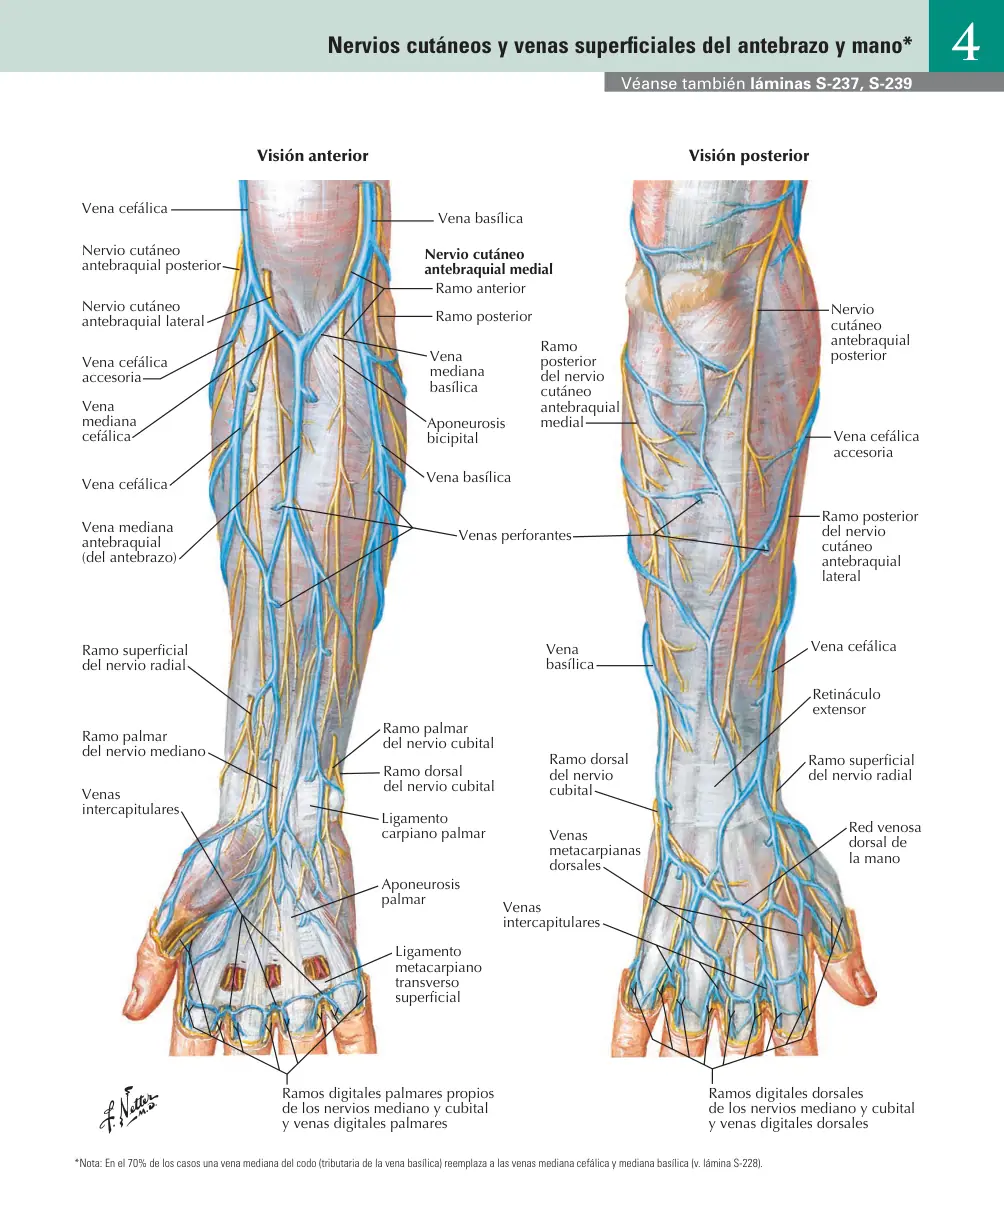 Nervios cutáneos y venas superficiales del antebrazo y mano*
4
Véanse también láminas S-237, S-239
Visión anterior
Visión posterior
Vena cefálica
Nervio cutáneo
antebraquial posterior
Nervio cutáneo
antebraquial lateral
Vena cefálica
accesoria
Vena
mediana
cefálica
Vena cefálica
Vena mediana
antebraquial
(del antebrazo)
Ramo superficial
del nervio radial
Ramo palmar
del nervio mediano
Venas
intercapitulares
Vena basílica
Nervio cutáneo
antebraquial medial
Ramo anterior
Ramo posterior
Vena
mediana
basílica
Aponeurosis
bicipital
Vena basílica
Venas perforantes
Ramo palmar
del nervio cubital
Ramo dorsal
del nervio cubital
Ligamento
carpiano palmar
Aponeurosis
palmar
Ligamento
metacarpiano
transverso
superficial
Ramos digitales palmares propios
de los nervios mediano y cubital
y venas digitales palmares
Ramo
posterior
del nervio
cutáneo
antebraquial
medial
Vena
basílica
Ramo dorsal
del nervio
cubital
Venas
metacarpianas
dorsales
Venas
intercapitulares
Nervio
cutáneo
antebraquial
posterior
Vena cefálica
accesoria
Ramo posterior
del nervio
cutáneo
antebraquial
lateral
Vena cefálica
Retináculo
extensor
Ramo superficial
del nervio radial
Red venosa
dorsal de
la mano
Ramos digitales dorsales
de los nervios mediano y cubital
y venas digitales dorsales
F. Netter
M.D.
*Nota: En el 70% de los casos una vena mediana del codo (tributaria de la vena basílica) reemplaza a las venas mediana cefálica y mediana basílica (v. lámina S-228).